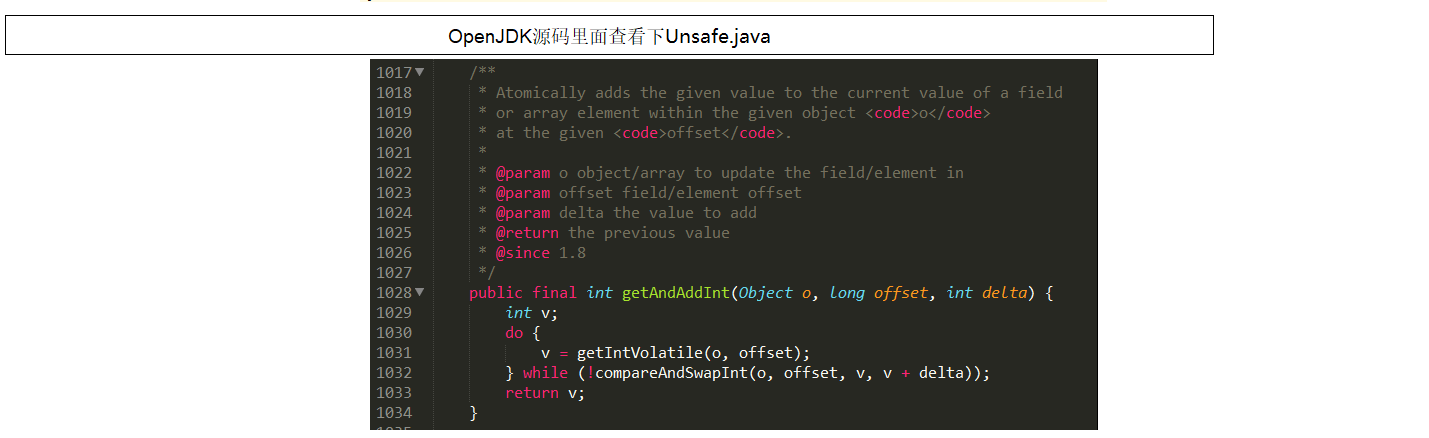 OpenJDK源码里面查看下Unsafe.java
1017▼ /**
1018 * Atomically adds the given value to the current value of a field
1019 * or array element within the given object <code>o</code>
1020 * at the given <code>offset</code>.
1021 *
1022 * @param o object/array to update the field/element in
1023 * @param offset field/element offset
1024 * @param delta the value to add
1025 * @return the previous value
1026 * @since 1.8
1027 */
1028▼ public final int getAndAddInt(Object o, long offset, int delta) {
1029 int v;
1030 do {
1031 v = getIntVolatile(o, offset);
1032 } while (!compareAndSwapInt(o, offset, v, v + delta));
1033 return v;
1034 }